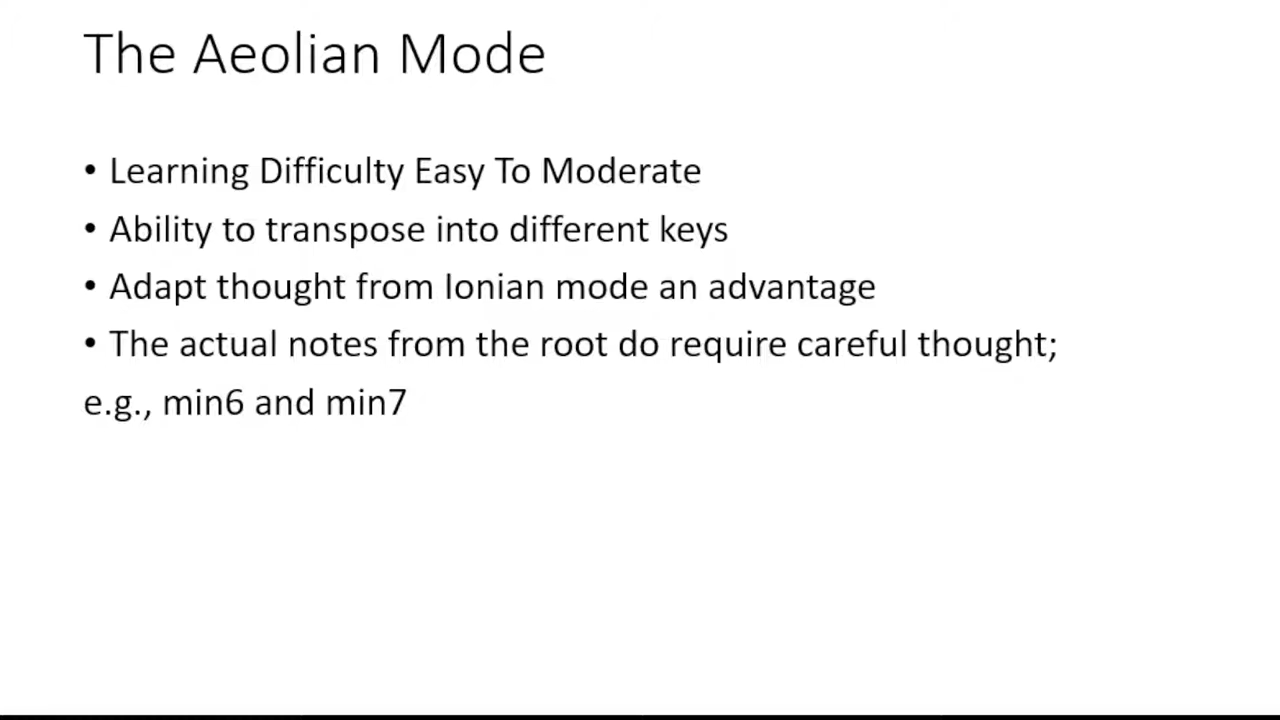 The Aeolian Mode
• Learning Difficulty Easy To Moderate
• Ability to transpose into different keys
• Adapt thought from Ionian mode an advantage
• The actual notes from the root do require careful thought;
e.g., min6 and min7